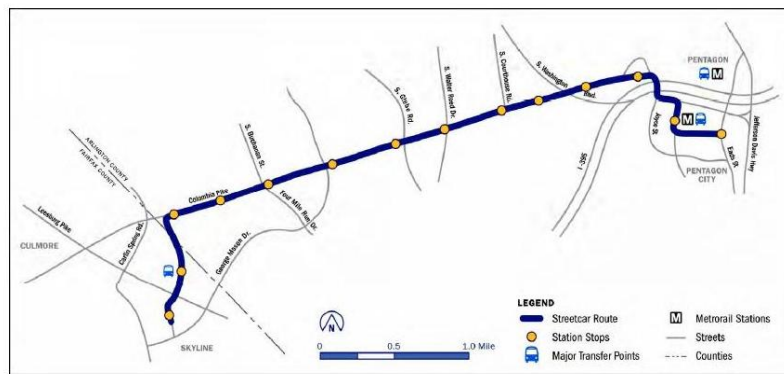 PENTAGON
M
S. Courthouse Rd.
S. Washington
Blvd.
S. Walter Reed Dr.
S. Glebe Rd.
S. Buchanan St.
M
Joyce St.
Eads St
Jefferson Davis Hwy
I-395
PENTAGON
CITY
ARLINGTON COUNTY
FAIRFAX COUNTY
Columbia Pike
Four Mile Run Dr.
Leesburg Pike
Carlin Spring Rd.
George Mason Dr.
CULMORE
SKYLINE
N
0 0.5 1.0 Mile
LEGEND
Streetcar Route
M Metrorail Stations
Station Stops
Streets
Major Transfer Points
Counties